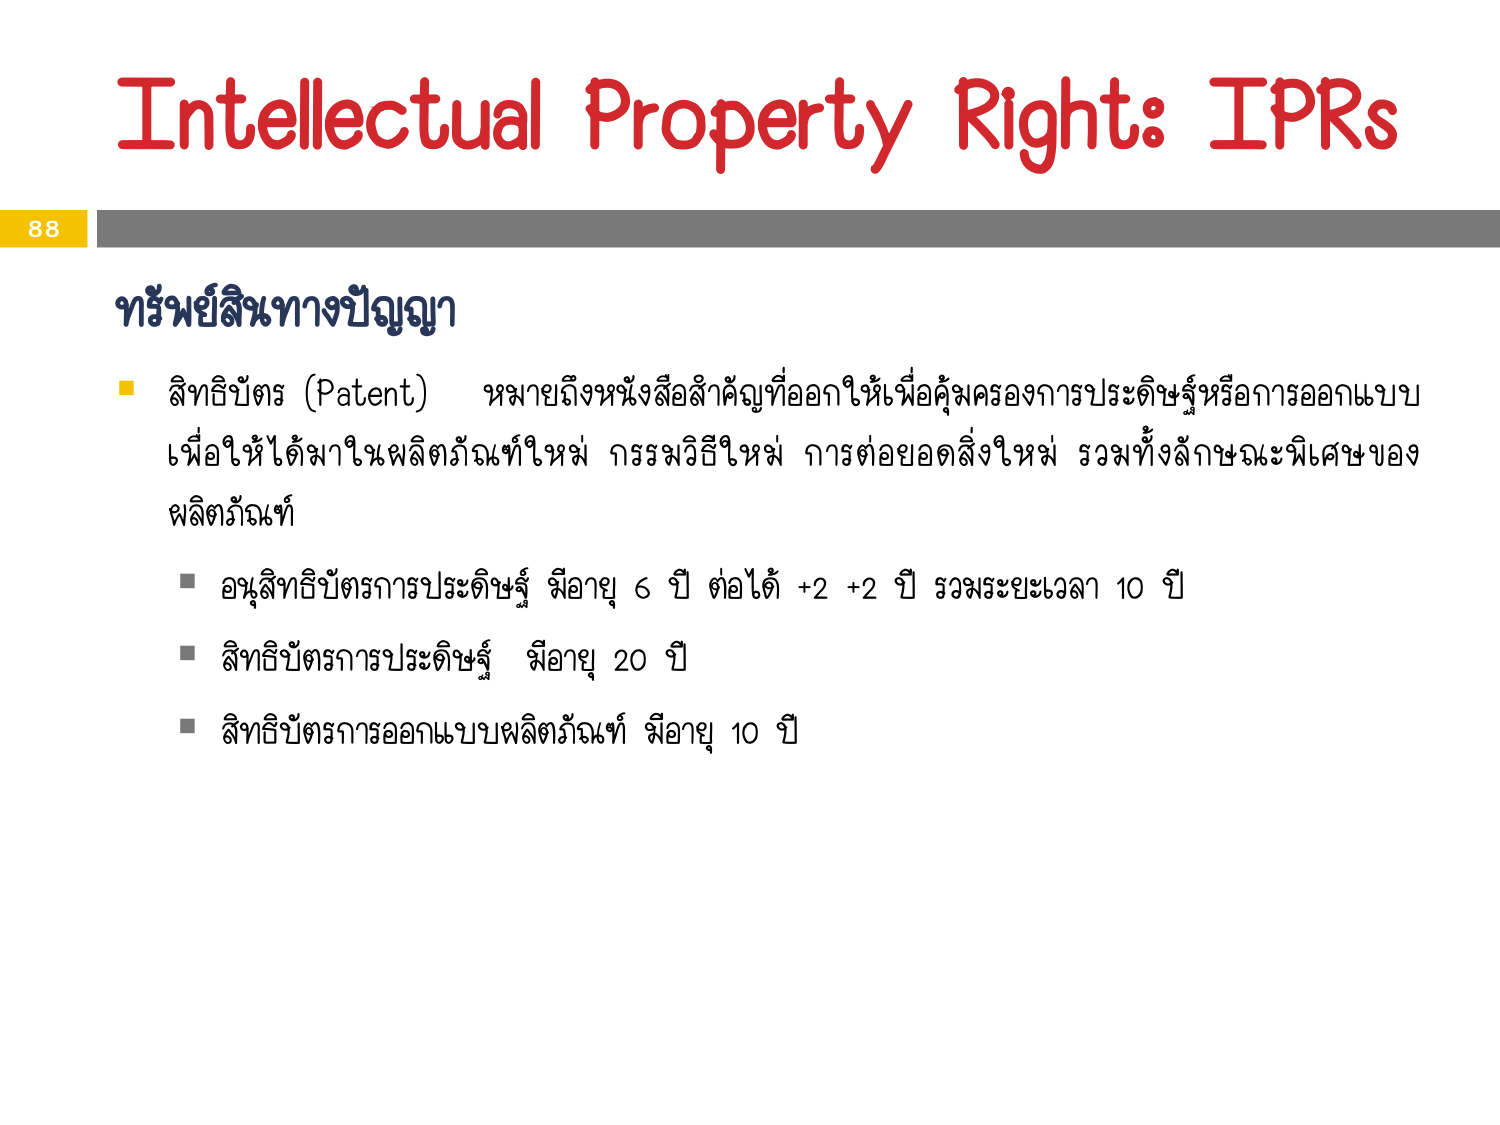 Intellectual Property Right: IPRs
88
ทรัพย์สินทางปัญญา
สิทธิบัตร (Patent) หมายถึงหนังสือสำคัญที่ออกให้เพื่อคุ้มครองการประดิษฐ์หรือการออกแบบ
เพื่อให้ได้มาในผลิตภัณฑ์ใหม่ กรรมวิธีใหม่ การต่อยอดสิ่งใหม่ รวมทั้งลักษณะพิเศษของ
ผลิตภัณฑ์
อนุสิทธิบัตรการประดิษฐ์ มีอายุ 6 ปี ต่อได้ +2 +2 ปี รวมระยะเวลา 10 ปี
สิทธิบัตรการประดิษฐ์ มีอายุ 20 ปี
สิทธิบัตรการออกแบบผลิตภัณฑ์ มีอายุ 10 ปี